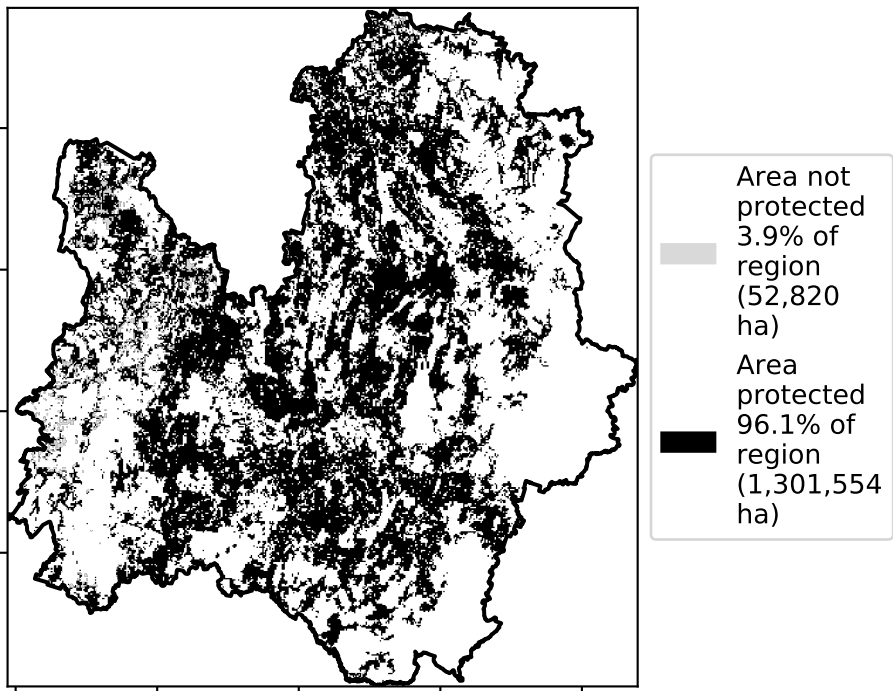 Area not
protected
3.9% of
region
(52,820
ha)
Area
protected
96.1% of
region
(1,301,554
ha)